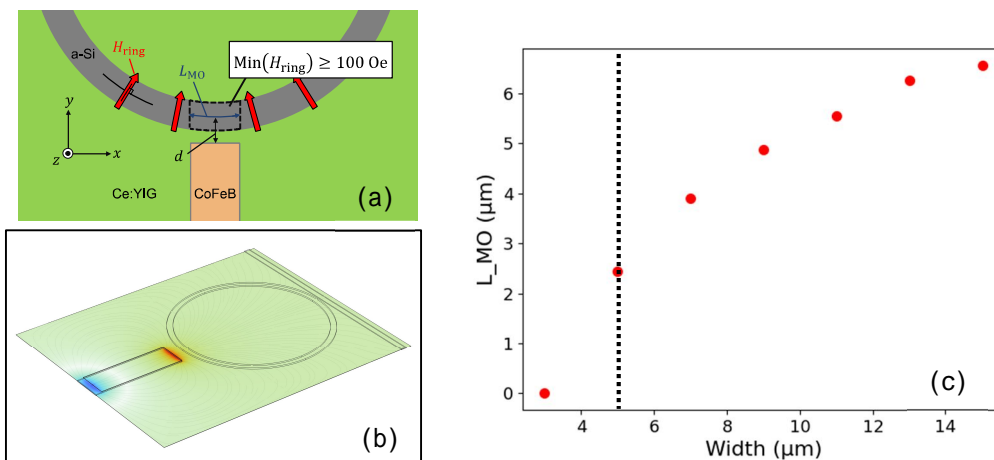 a-Si
H_ring
L_MO
Min(H_ring) ≥ 100 Oe
y
z
x
d
Ce:YIG
CoFeB
(a)
(b)
L_MO (μm)
6
5
4
3
2
1
0
4
6
8
10
12
14
Width (μm)
(c)